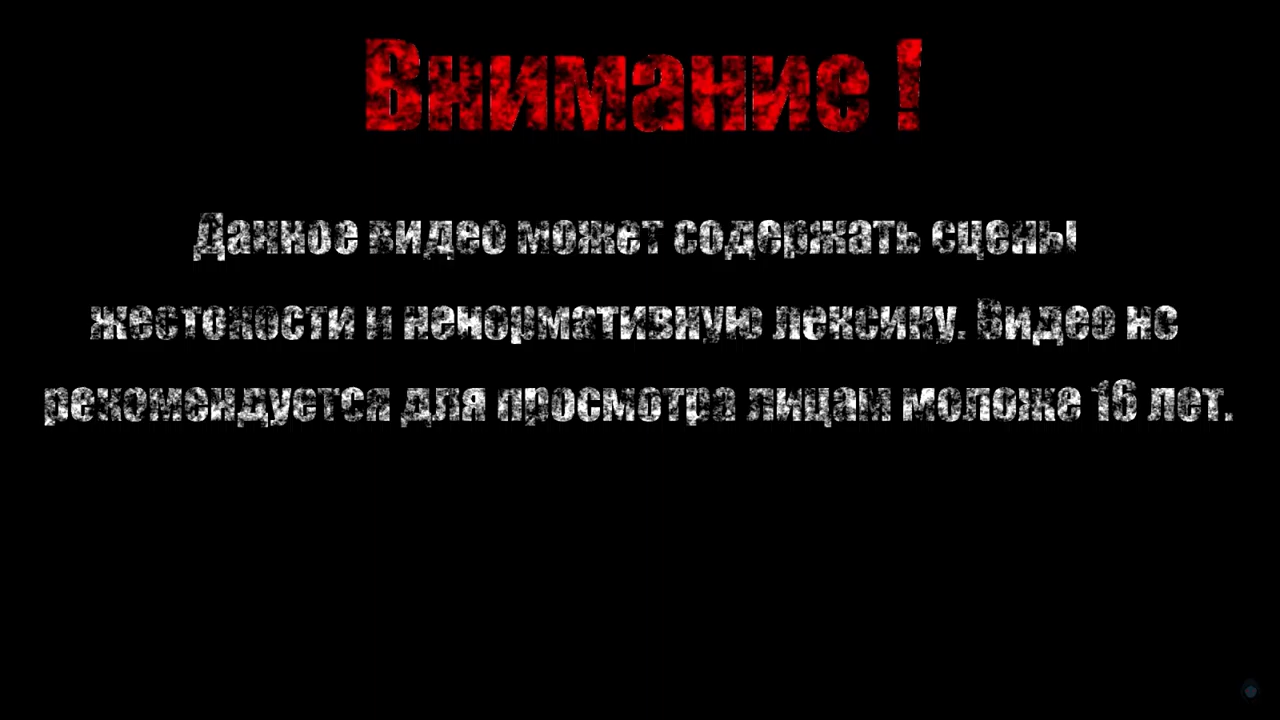 Внимание !
Данное видео может содержать сцены
жестокости и ненормативную лексику. Видео не
рекомендуется для просмотра лицам моложе 16 лет.